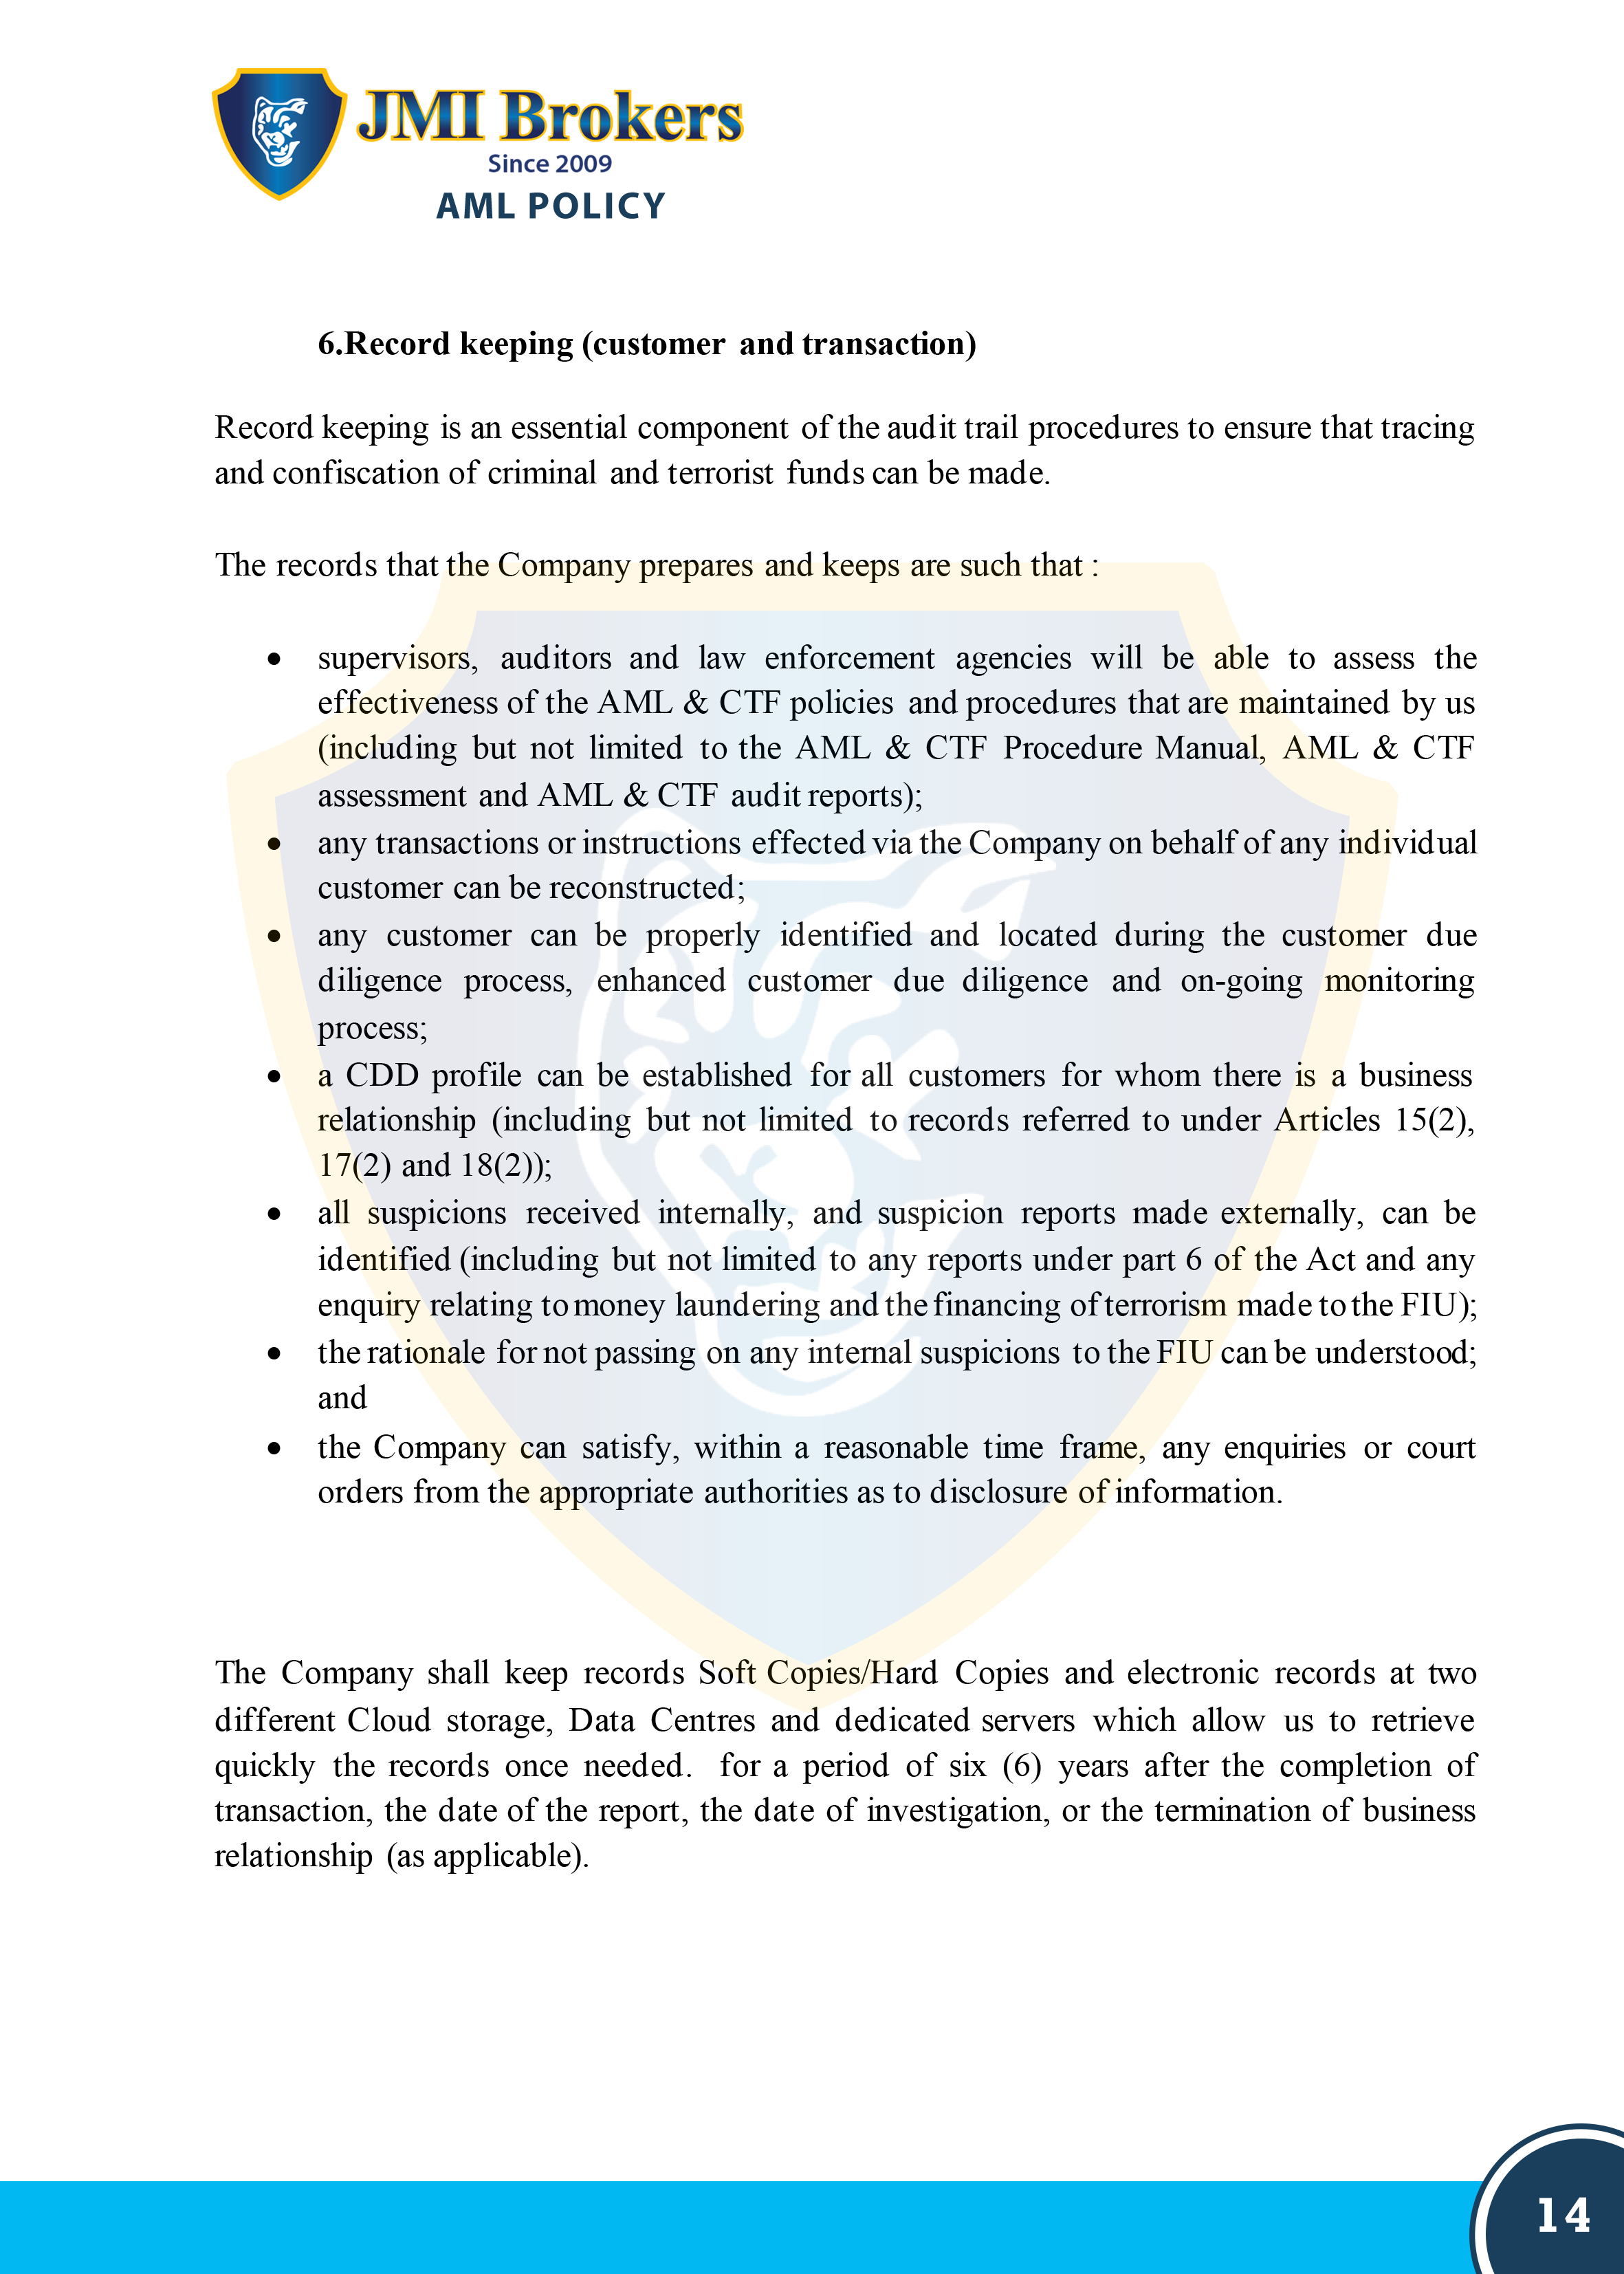 JMI Brokers
Since 2009
AML POLICY
6.Record keeping (customer and transaction)
Record keeping is an essential component of the audit trail procedures to ensure that tracing
and confiscation of criminal and terrorist funds can be made.
The records that the Company prepares and keeps are such that :
• supervisors, auditors and law enforcement agencies will be able to assess the
effectiveness of the AML & CTF policies and procedures that are maintained by us
(including but not limited to the AML & CTF Procedure Manual, AML & CTF
assessment and AML & CTF audit reports);
• any transactions or instructions effected via the Company on behalf of any individual
customer can be reconstructed;
• any customer can be properly identified and located during the customer due
diligence process, enhanced customer due diligence and on-going monitoring
process;
• a CDD profile can be established for all customers for whom there is a business
relationship (including but not limited to records referred to under Articles 15(2),
17(2) and 18(2));
• all suspicions received internally, and suspicion reports made externally, can be
identified (including but not limited to any reports under part 6 of the Act and any
enquiry relating to money laundering and the financing of terrorism made to the FIU);
• the rationale for not passing on any internal suspicions to the FIU can be understood;
and
• the Company can satisfy, within a reasonable time frame, any enquiries or court
orders from the appropriate authorities as to disclosure of information.
The Company shall keep records Soft Copies/Hard Copies and electronic records at two
different Cloud storage, Data Centres and dedicated servers which allow us to retrieve
quickly the records once needed. for a period of six (6) years after the completion of
transaction, the date of the report, the date of investigation, or the termination of business
relationship (as applicable).
14